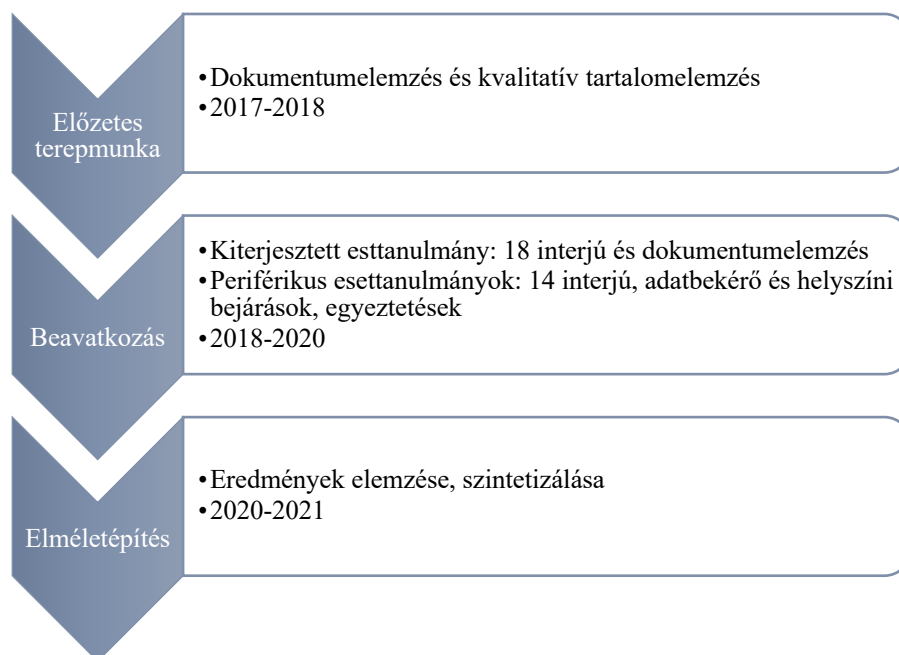 Előzetes
terepmunka
•Dokumentumelemzés és kvalitatív tartalomelemzés
•2017-2018
Beavatkozás
•Kiterjesztett esttanulmány: 18 interjú és dokumentumelemzés
•Periférikus esettanulmányok: 14 interjú, adatbekérő és helyszíni
bejárások, egyeztetések
•2018-2020
Elméletépítés
•Eredmények elemzése, szintetizálása
•2020-2021